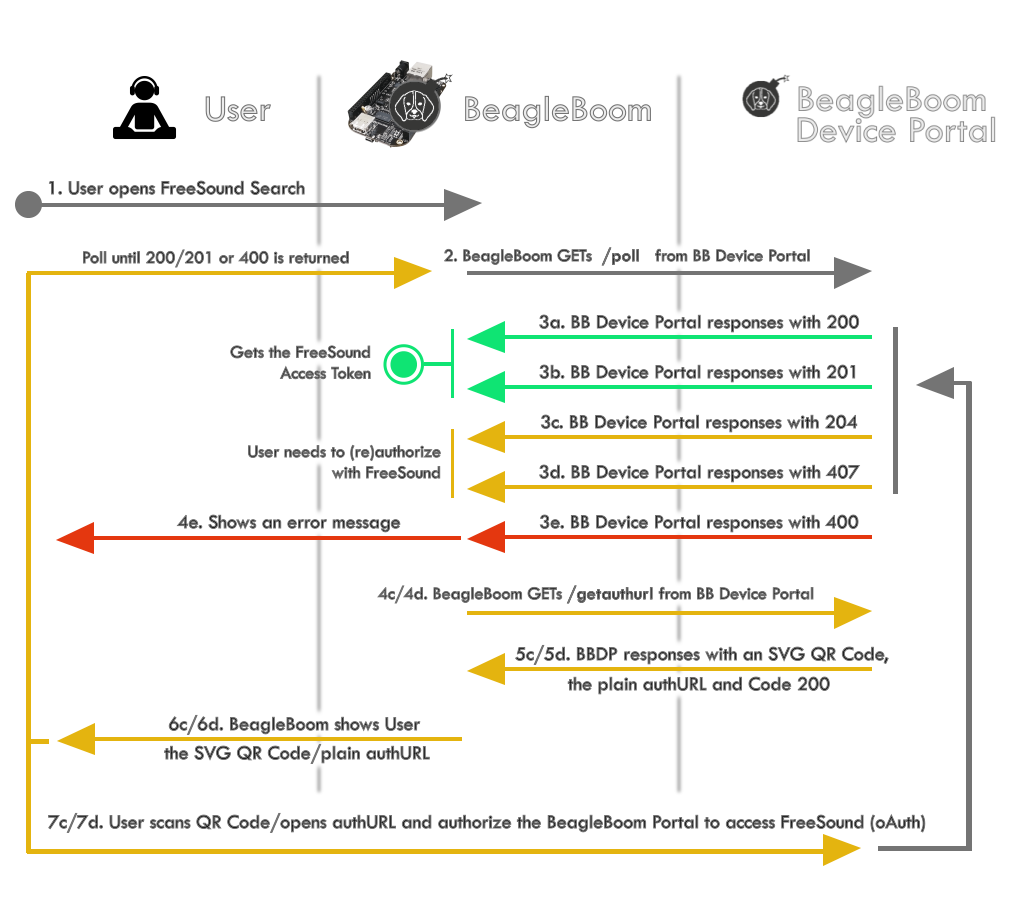 User
BeagleBoom
BeagleBoom
Device Portal
1. User opens FreeSound Search
Poll until 200/201 or 400 is returned
2. BeagleBoom GETs /poll from BB Device Portal
3a. BB Device Portal responses with 200
Gets the FreeSound
Access Token
3b. BB Device Portal responses with 201
3c. BB Device Portal responses with 204
User needs to (re)authorize
with FreeSound
3d. BB Device Portal responses with 407
4e. Shows an error message
3e. BB Device Portal responses with 400
4c/4d. BeagleBoom GETs /getauthurl from BB Device Portal
5c/5d. BBDP responses with an SVG QR Code,
the plain authURL and Code 200
6c/6d. BeagleBoom shows User
the SVG QR Code/plain authURL
7c/7d. User scans QR Code/opens authURL and authorize the BeagleBoom Portal to access FreeSound (oAuth)